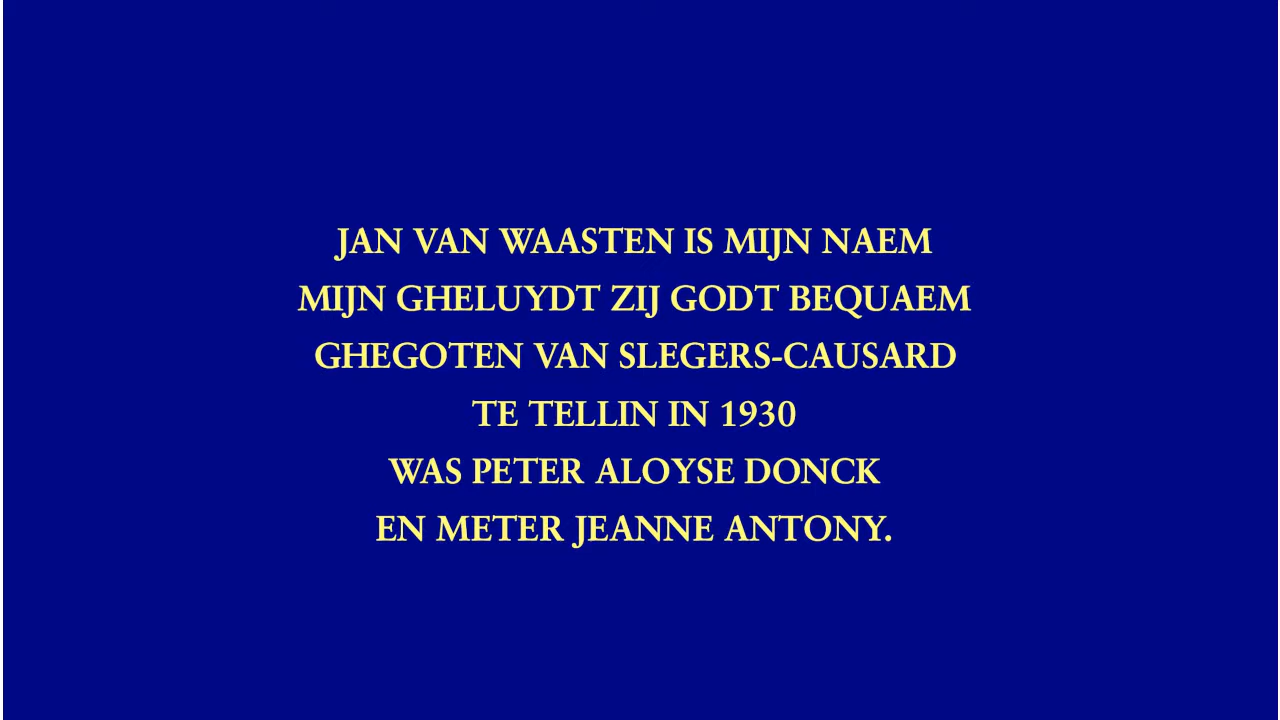 JAN VAN WAASTEN IS MIJN NAEM
MIJN GHELUYDT ZIJ GODT BEQUAEM
GHEGOTEN VAN SLEGERS-CAUSARD
TE TELLIN IN 1930
WAS PETER ALOYSE DONCK
EN METER JEANNE ANTONY.